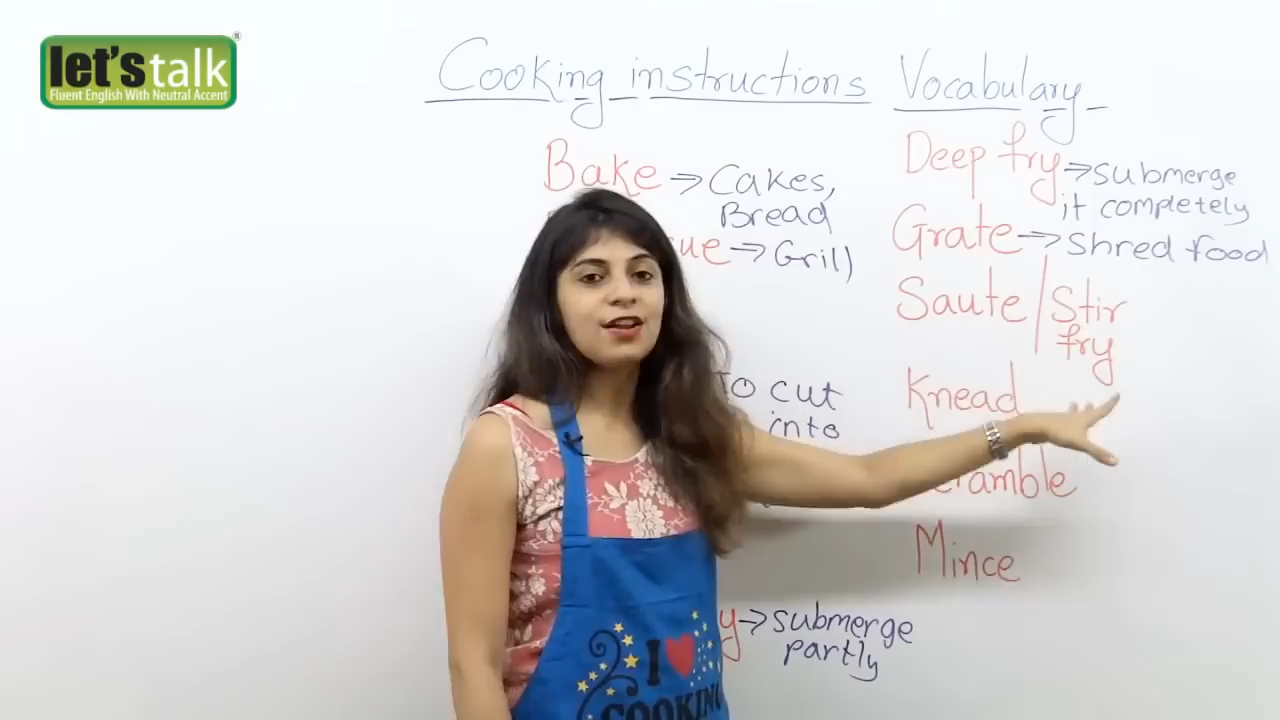 let's talk
Fluent English With Neutral Accent
Cooking instructions Vocabulary
Bake → Cakes,
Bread
→ Grill
To cut
into
→ submerge
partly
Deep fry → submerge
it completely
Grate → Shred food
Saute / Stir
fry
Knead
Scramble
Mince
I ♥
COOKING